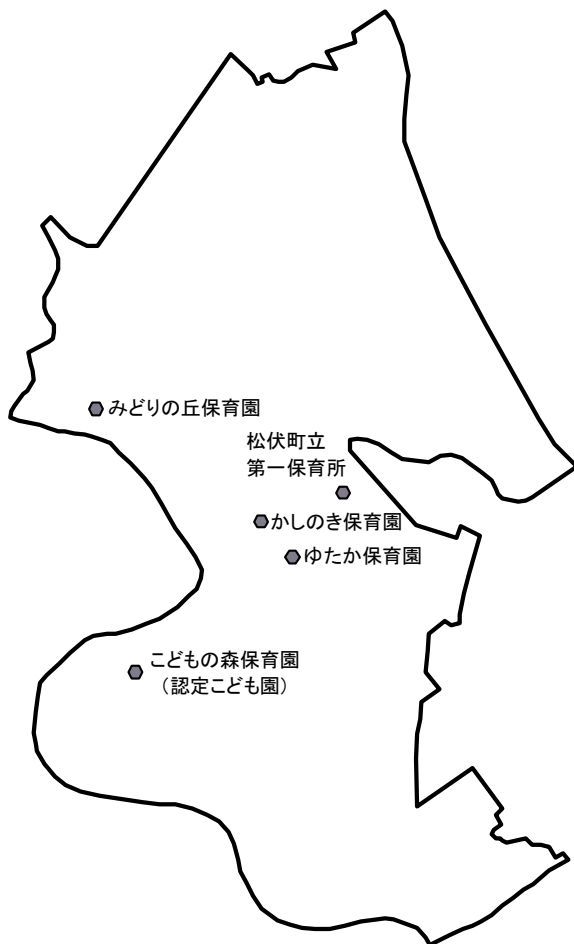 みどりの丘保育園
松伏町立
第一保育所
かしのき保育園
ゆたか保育園
こどもの森保育園
（認定こども園）